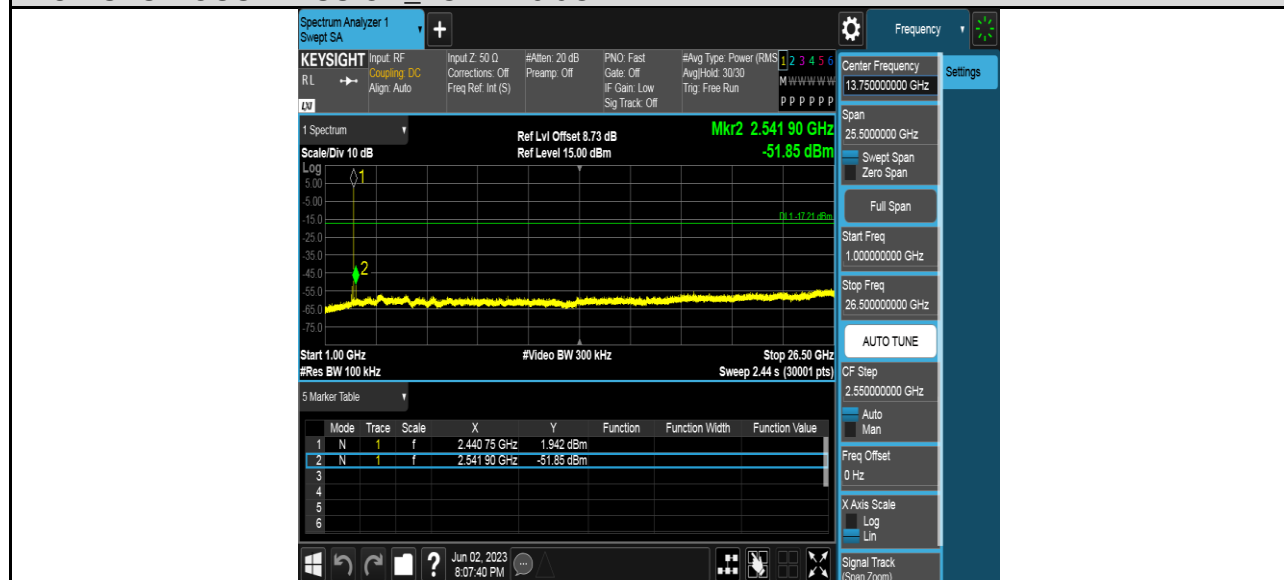 Spectrum Analyzer 1
Swept SA
+
Frequency
KEYSIGHT
RL
LXI
Input: RF
Coupling: DC
Align: Auto
Input Z: 50 Ω
Corrections: Off
Freq Ref: Int (S)
#Atten: 20 dB
Preamp: Off
PNO: Fast
Gate: Off
IF Gain: Low
Sig Track: Off
#Avg Type: Power (RMS
Avg|Hold: 30/30
Trig: Free Run
1 2 3 4 5 6
M W W W W W
P P P P P P
Center Frequency
13.750000000 GHz
Settings
1 Spectrum
Scale/Div 10 dB
Ref Lvl Offset 8.73 dB
Ref Level 15.00 dBm
Mkr2 2.541 90 GHz
-51.85 dBm
Log
5.00
-5.00
-15.0
-25.0
-35.0
-45.0
-55.0
-65.0
-75.0
1
2
DL1 -17.21 dBm
Start 1.00 GHz
#Res BW 100 kHz
#Video BW 300 kHz
Stop 26.50 GHz
Sweep 2.44 s (30001 pts)
Span
25.5000000 GHz
Swept Span
Zero Span
Full Span
Start Freq
1.000000000 GHz
Stop Freq
26.500000000 GHz
AUTO TUNE
CF Step
2.550000000 GHz
Auto
Man
Freq Offset
0 Hz
X Axis Scale
Log
Lin
Signal Track
(Span Zoom)
5 Marker Table
Mode Trace Scale X Y Function Function Width Function Value
1 N 1 f 2.440 75 GHz 1.942 dBm
2 N 1 f 2.541 90 GHz -51.85 dBm
3
4
5
6
?
Jun 02, 2023
8:07:40 PM